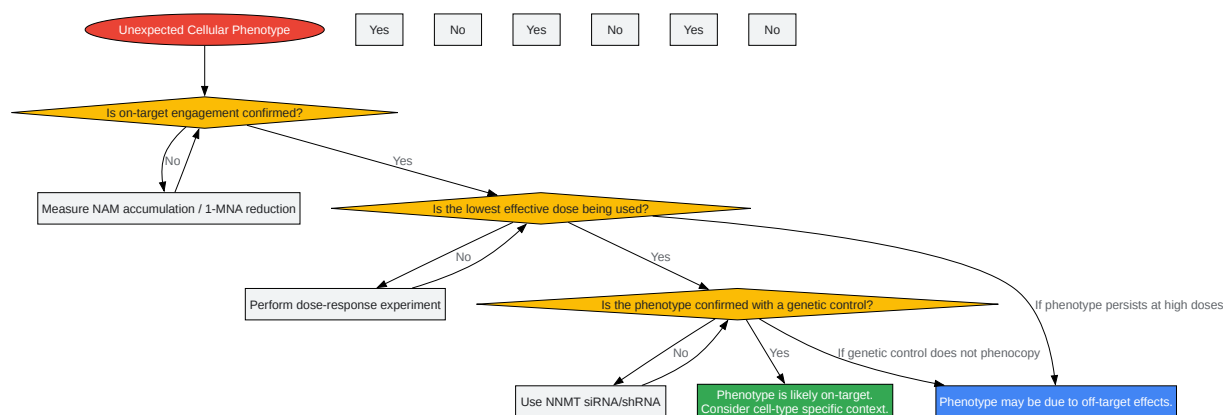 Unexpected Cellular Phenotype
Yes
No
Yes
No
Yes
No
Is on-target engagement confirmed?
No
Yes
Measure NAM accumulation / 1-MNA reduction
Is the lowest effective dose being used?
No
Yes
Perform dose-response experiment
Is the phenotype confirmed with a genetic control?
If phenotype persists at high doses
No
Yes
If genetic control does not phenocopy
Use NNMT siRNA/shRNA
Phenotype is likely on-target.
Consider cell-type specific context.
Phenotype may be due to off-target effects.